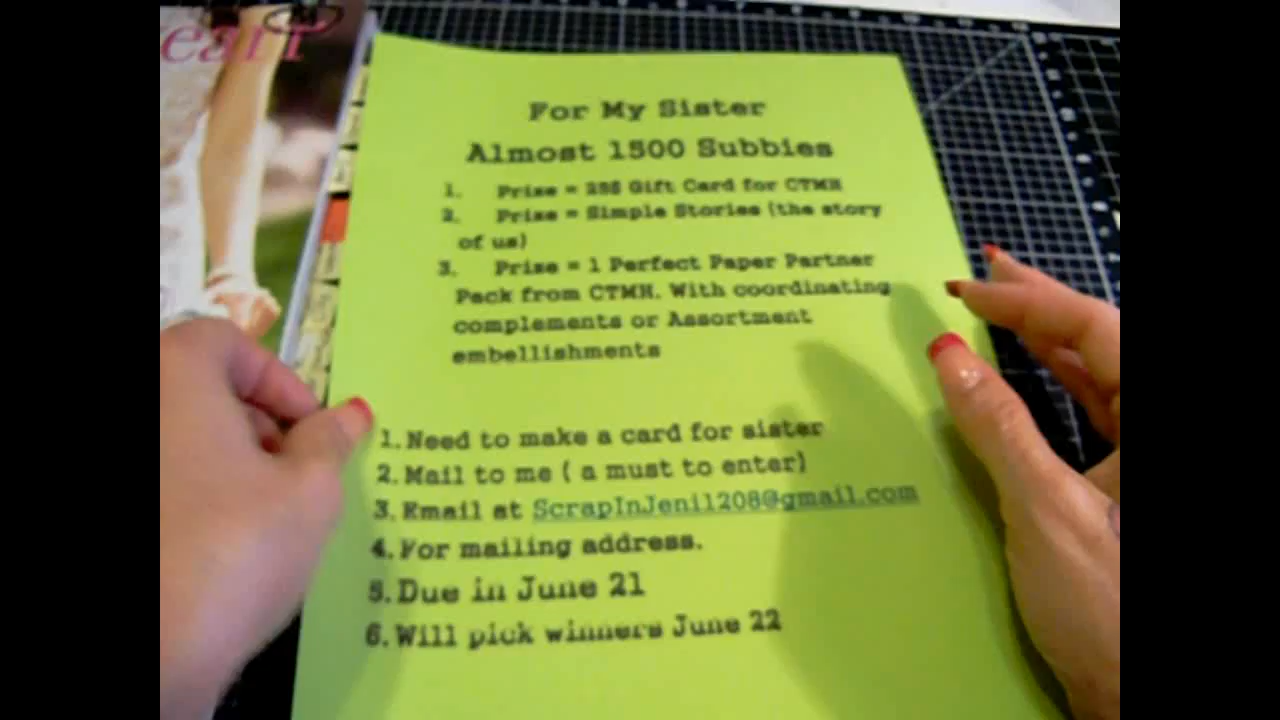 eart
For My Sister
Almost 1500 Subbies
1. Prize = 25$ Gift Card for CTMH
2. Prize = Simple Stories (the story
of us)
3. Prize = 1 Perfect Paper Partner
Pack from CTMH. With coordinating
complements or Assortment
embellishments
1. Need to make a card for sister
2. Mail to me ( a must to enter)
3. Email at ScrapInJeni1208@gmail.com
4. For mailing address.
5. Due in June 21
6. Will pick winners June 22